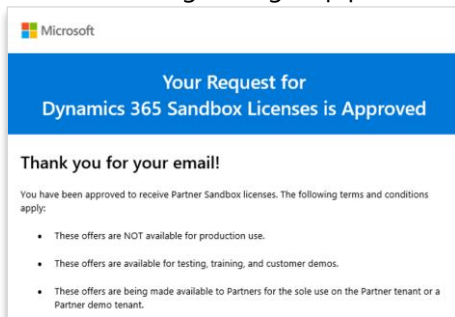 Microsoft
Your Request for
Dynamics 365 Sandbox Licenses is Approved
Thank you for your email!
You have been approved to receive Partner Sandbox licenses. The following terms and conditions
apply:
• These offers are NOT available for production use.
• These offers are available for testing, training, and customer demos.
• These offers are being made available to Partners for the sole use on the Partner tenant or a
Partner demo tenant.